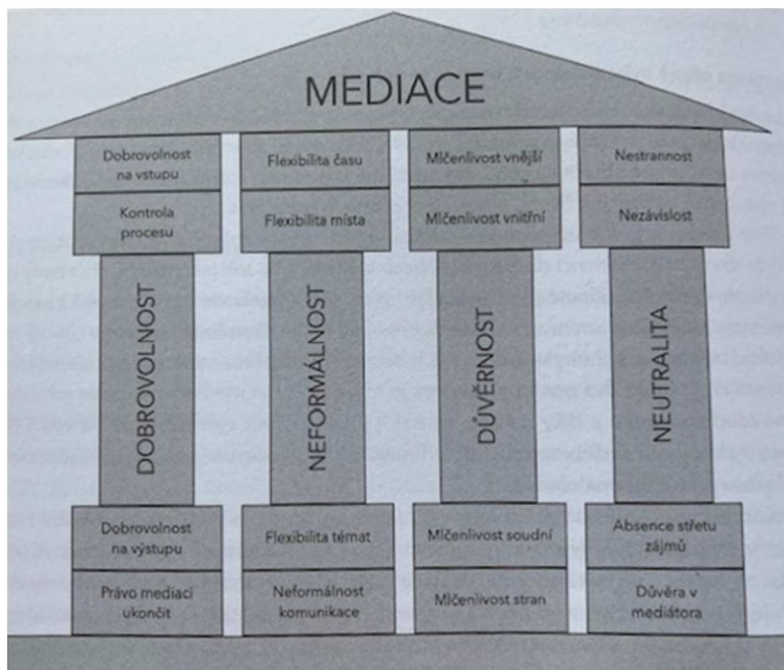 MEDIACE
Dobrovolnost
na vstupu
Kontrola
procesu
DOBROVOLNOST
Dobrovolnost
na výstupu
Právo mediaci
ukončit
Flexibilita času
Flexibilita místa
NEFORMÁLNOST
Flexibilita témat
Neformálnost
komunikace
Mlčenlivost vnější
Mlčenlivost vnitřní
DŮVĚRNOST
Mlčenlivost soudní
Mlčenlivost stran
Nestrannost
Nezávislost
NEUTRALITA
Absence střetu
zájmů
Důvěra v
mediátora